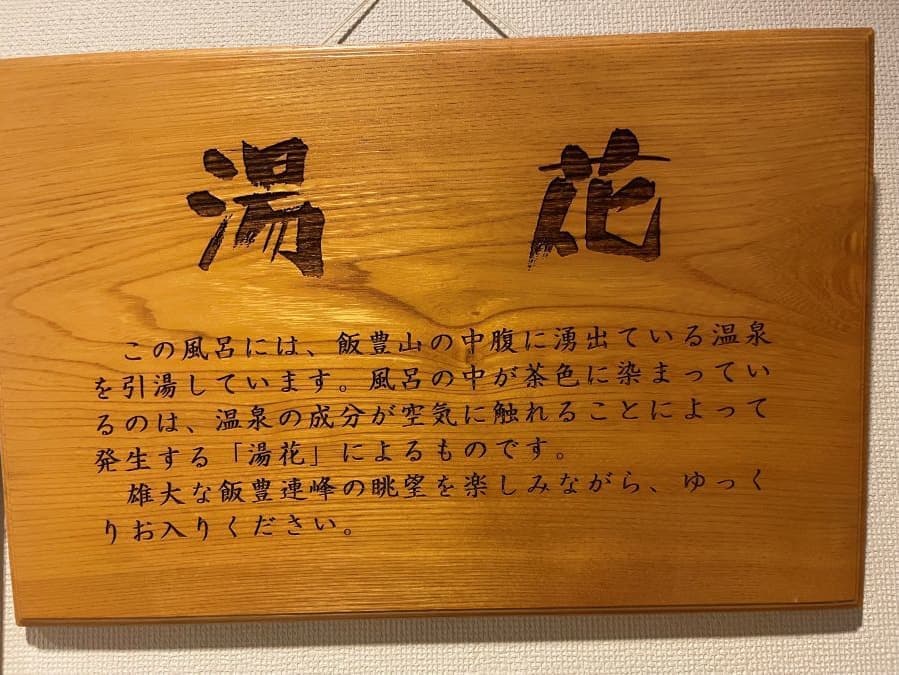 湯花
この風呂には、飯豊山の中腹に湧出ている温泉
を引湯しています。風呂の中が茶色に染まってい
るのは、温泉の成分が空気に触れることによって
発生する「湯花」によるものです。
雄大な飯豊連峰の眺望を楽しみながら、ゆっく
りお入りください。